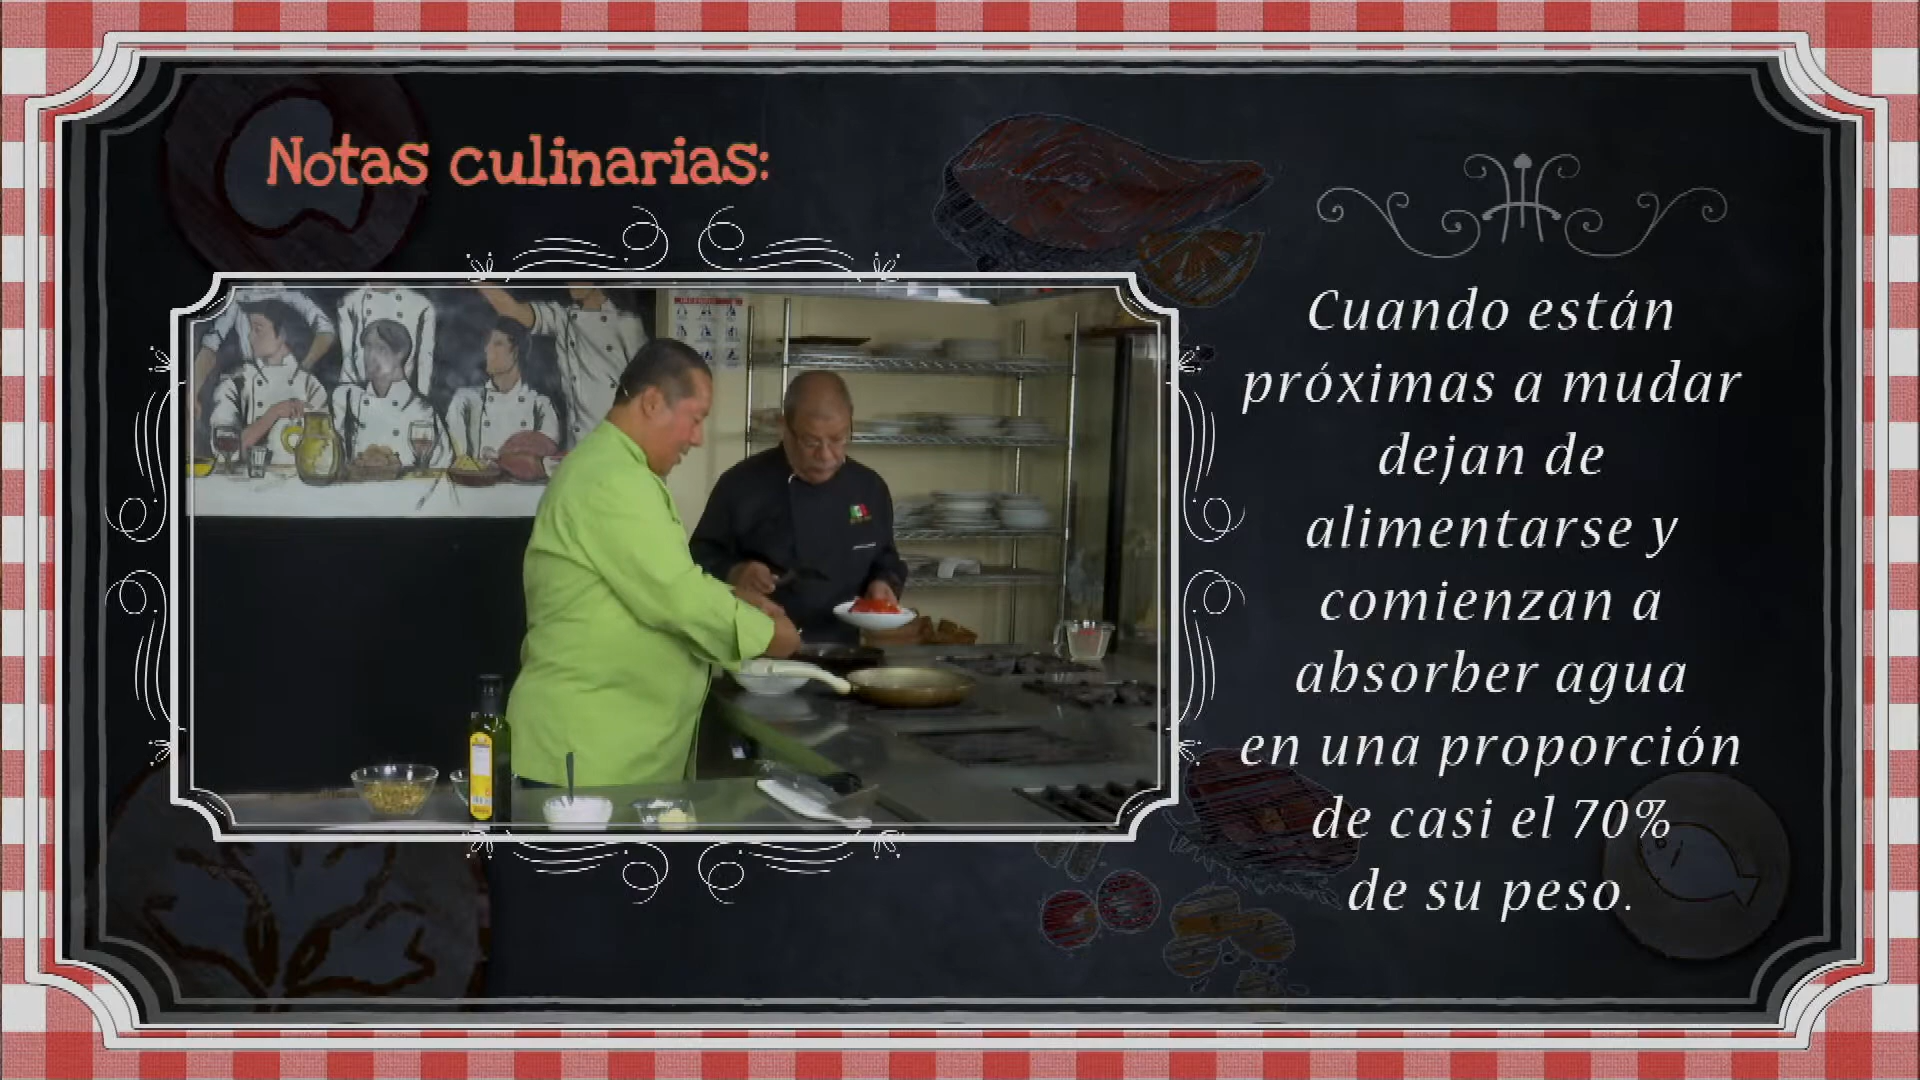 Notas culinarias:
Cuando están
próximas a mudar
dejan de
alimentarse y
comienzan a
absorber agua
en una proporción
de casi el 70%
de su peso.